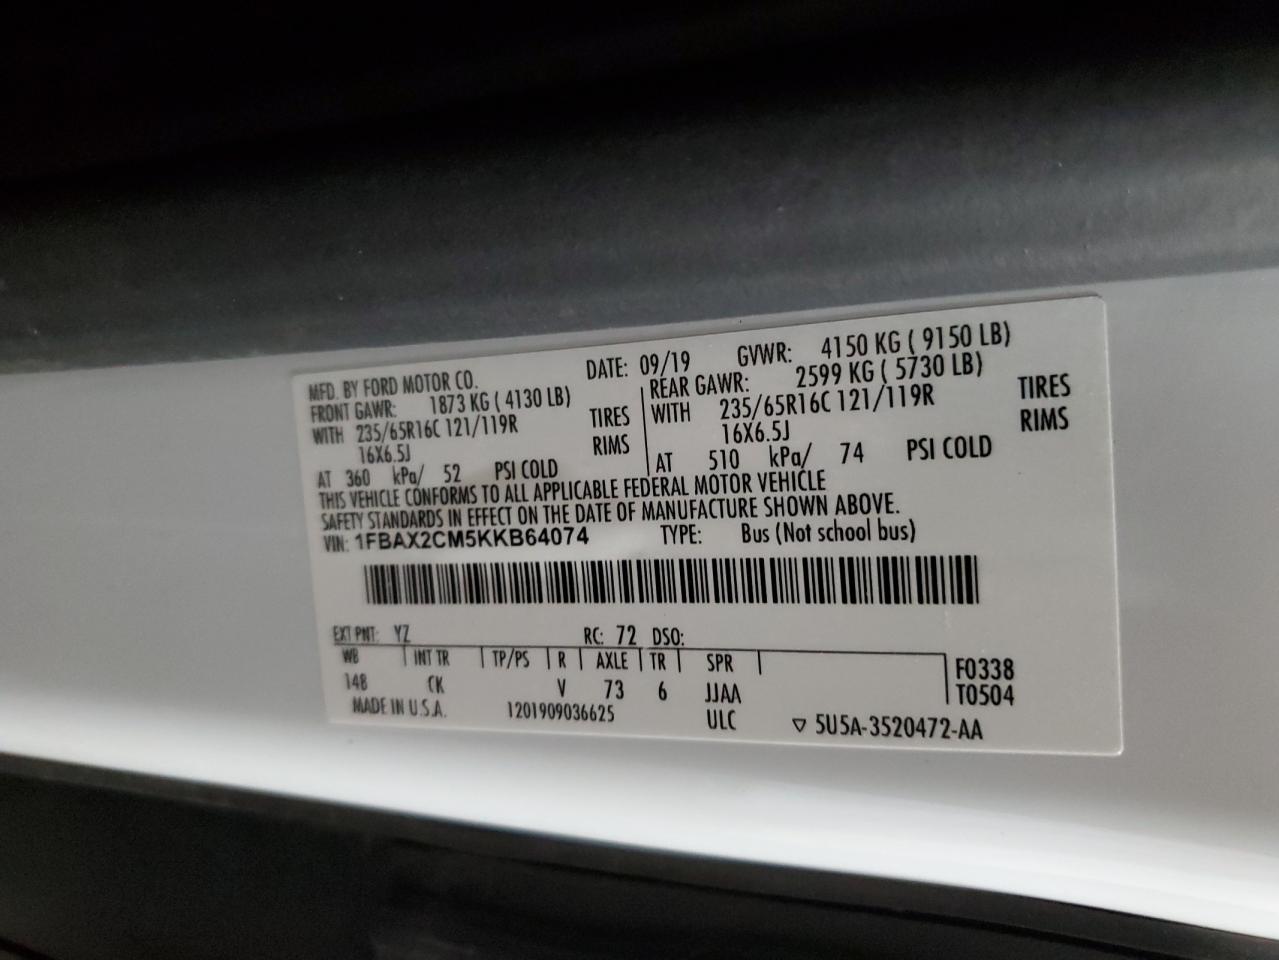 MFD. BY FORD MOTOR CO. DATE: 09/19 GVWR: 4150 KG ( 9150 LB)
FRONT GAWR: 1873 KG ( 4130 LB) REAR GAWR: 2599 KG ( 5730 LB)
WITH 235/65R16C 121/119R TIRES WITH 235/65R16C 121/119R TIRES
16X6.5J RIMS 16X6.5J RIMS
AT 360 kPa/ 52 PSI COLD AT 510 kPa/ 74 PSI COLD
THIS VEHICLE CONFORMS TO ALL APPLICABLE FEDERAL MOTOR VEHICLE
SAFETY STANDARDS IN EFFECT ON THE DATE OF MANUFACTURE SHOWN ABOVE.
VIN: 1FBAX2CM5KKB64074 TYPE: Bus (Not school bus)
EXT PNT: YZ RC: 72 DSO:
WB INT TR TP/PS R AXLE TR SPR F0338
148 CK V 73 6 JJAA T0504
MADE IN U.S.A. 1201909036625 ULC ▽ 5U5A-3520472-AA